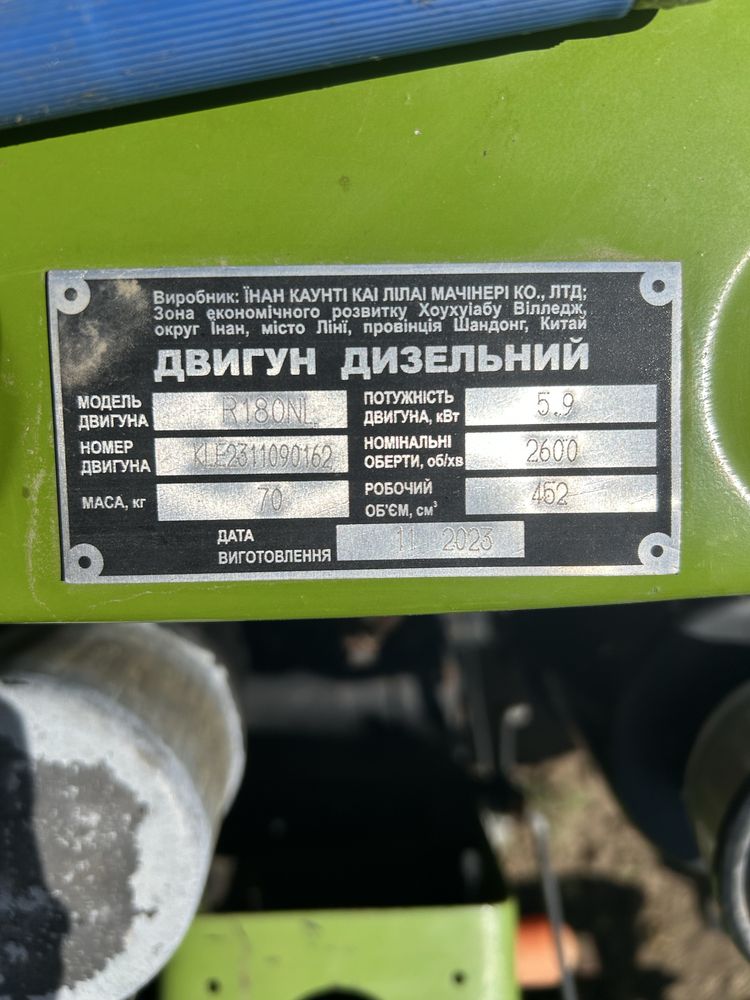 Виробник: ЇНАН КАУНТІ КАІ ЛІЛАІ МАЧІНЕРІ КО., ЛТД;
Зона економічного розвитку Хоухуіабу Вілледж,
округ Їнан, місто Ліні, провінція Шандонг, Китай
ДВИГУН ДИЗЕЛЬНИЙ
МОДЕЛЬ ДВИГУНА R180NL
ПОТУЖНІСТЬ ДВИГУНА, кВт 5.9
НОМЕР ДВИГУНА KLE2311090162
НОМІНАЛЬНІ ОБЕРТИ, об/хв 2600
МАСА, кг 70
РОБОЧИЙ ОБ'ЄМ, см³ 452
ДАТА ВИГОТОВЛЕННЯ 11 2023